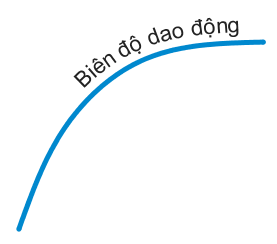 Biên độ dao động